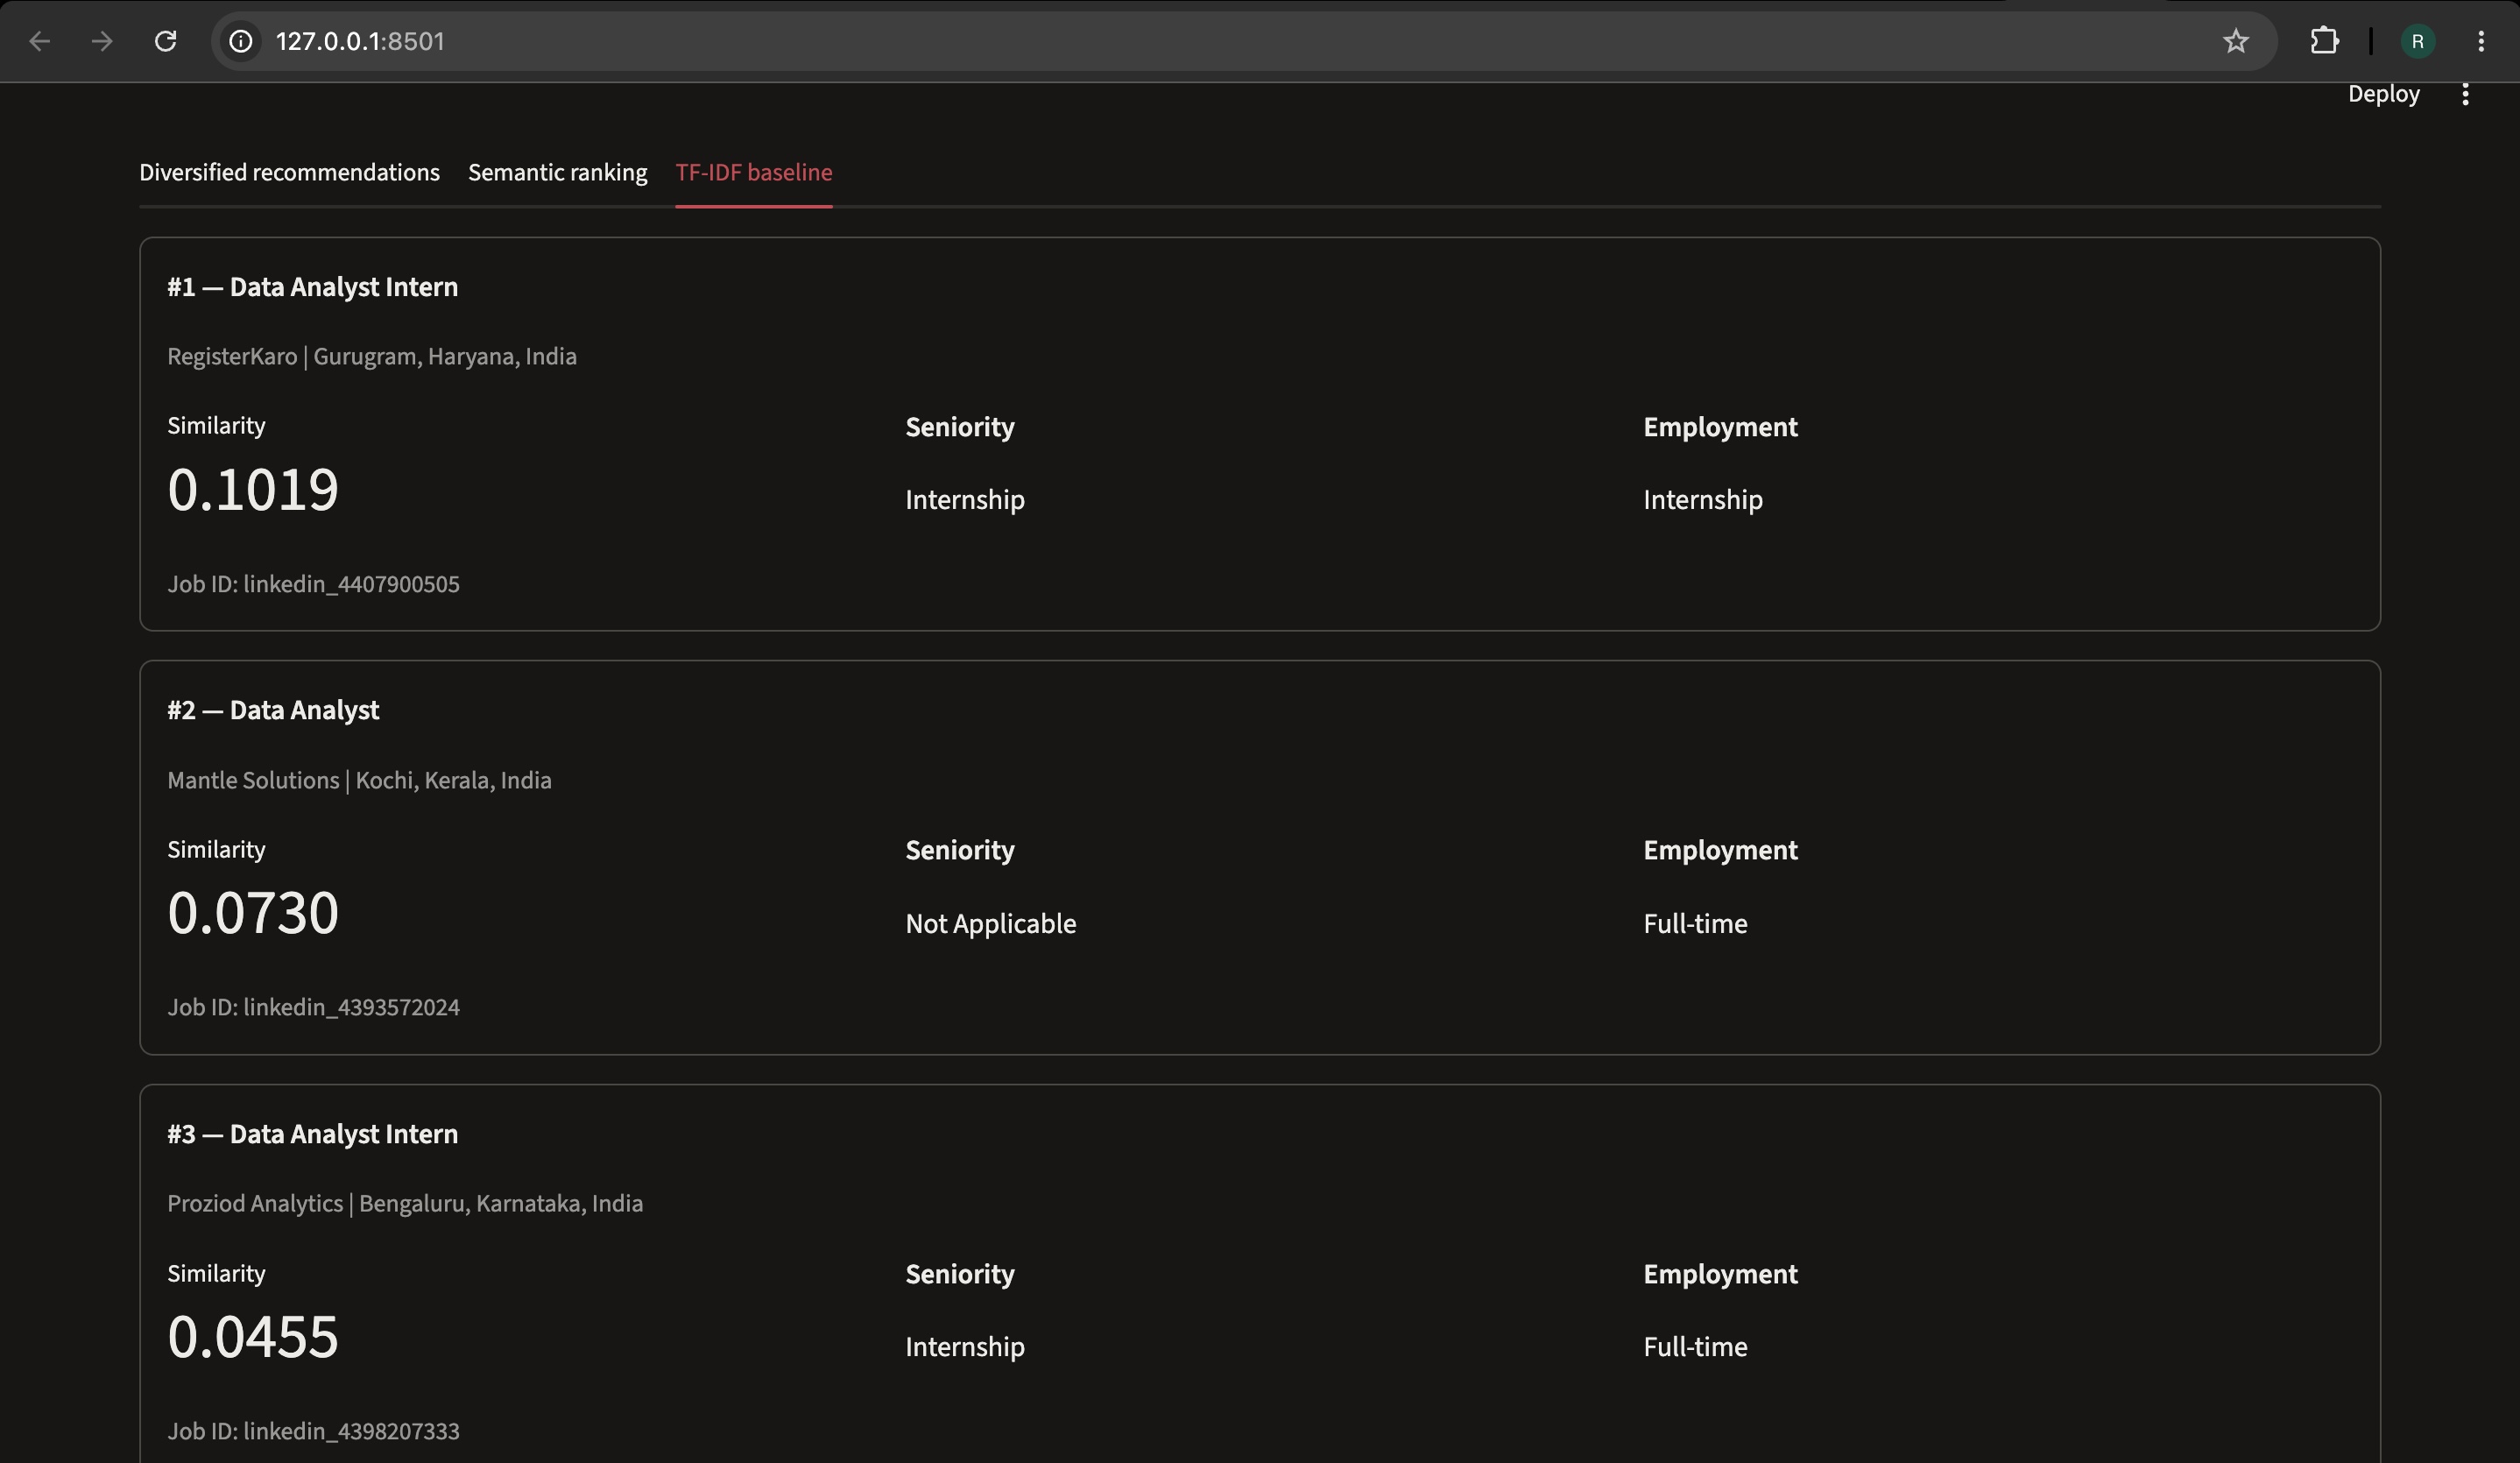 127.0.0.1:8501
R
Deploy
Diversified recommendations Semantic ranking TF-IDF baseline
#1 — Data Analyst Intern
RegisterKaro | Gurugram, Haryana, India
Similarity Seniority Employment
0.1019 Internship Internship
Job ID: linkedin_4407900505
#2 — Data Analyst
Mantle Solutions | Kochi, Kerala, India
Similarity Seniority Employment
0.0730 Not Applicable Full-time
Job ID: linkedin_4393572024
#3 — Data Analyst Intern
Proziod Analytics | Bengaluru, Karnataka, India
Similarity Seniority Employment
0.0455 Internship Full-time
Job ID: linkedin_4398207333